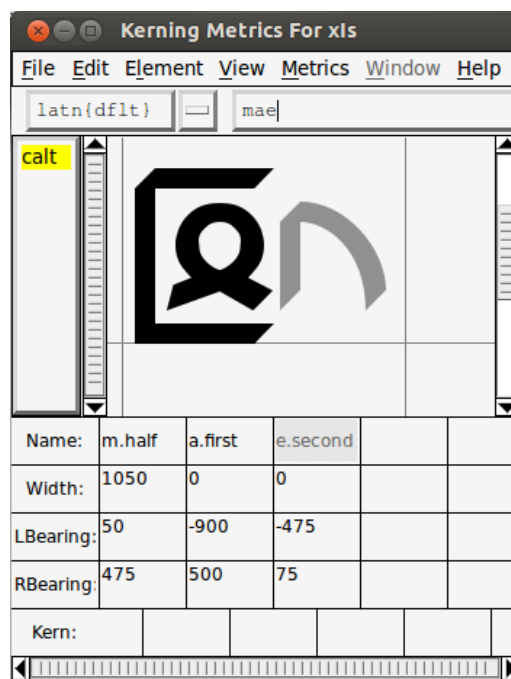 Kerning Metrics For xIs
File Edit Element View Metrics Window Help
latn{dflt} mae
calt
Name: m.half a.first e.second
Width: 1050 0 0
LBearing: 50 -900 -475
RBearing: 475 500 75
Kern: